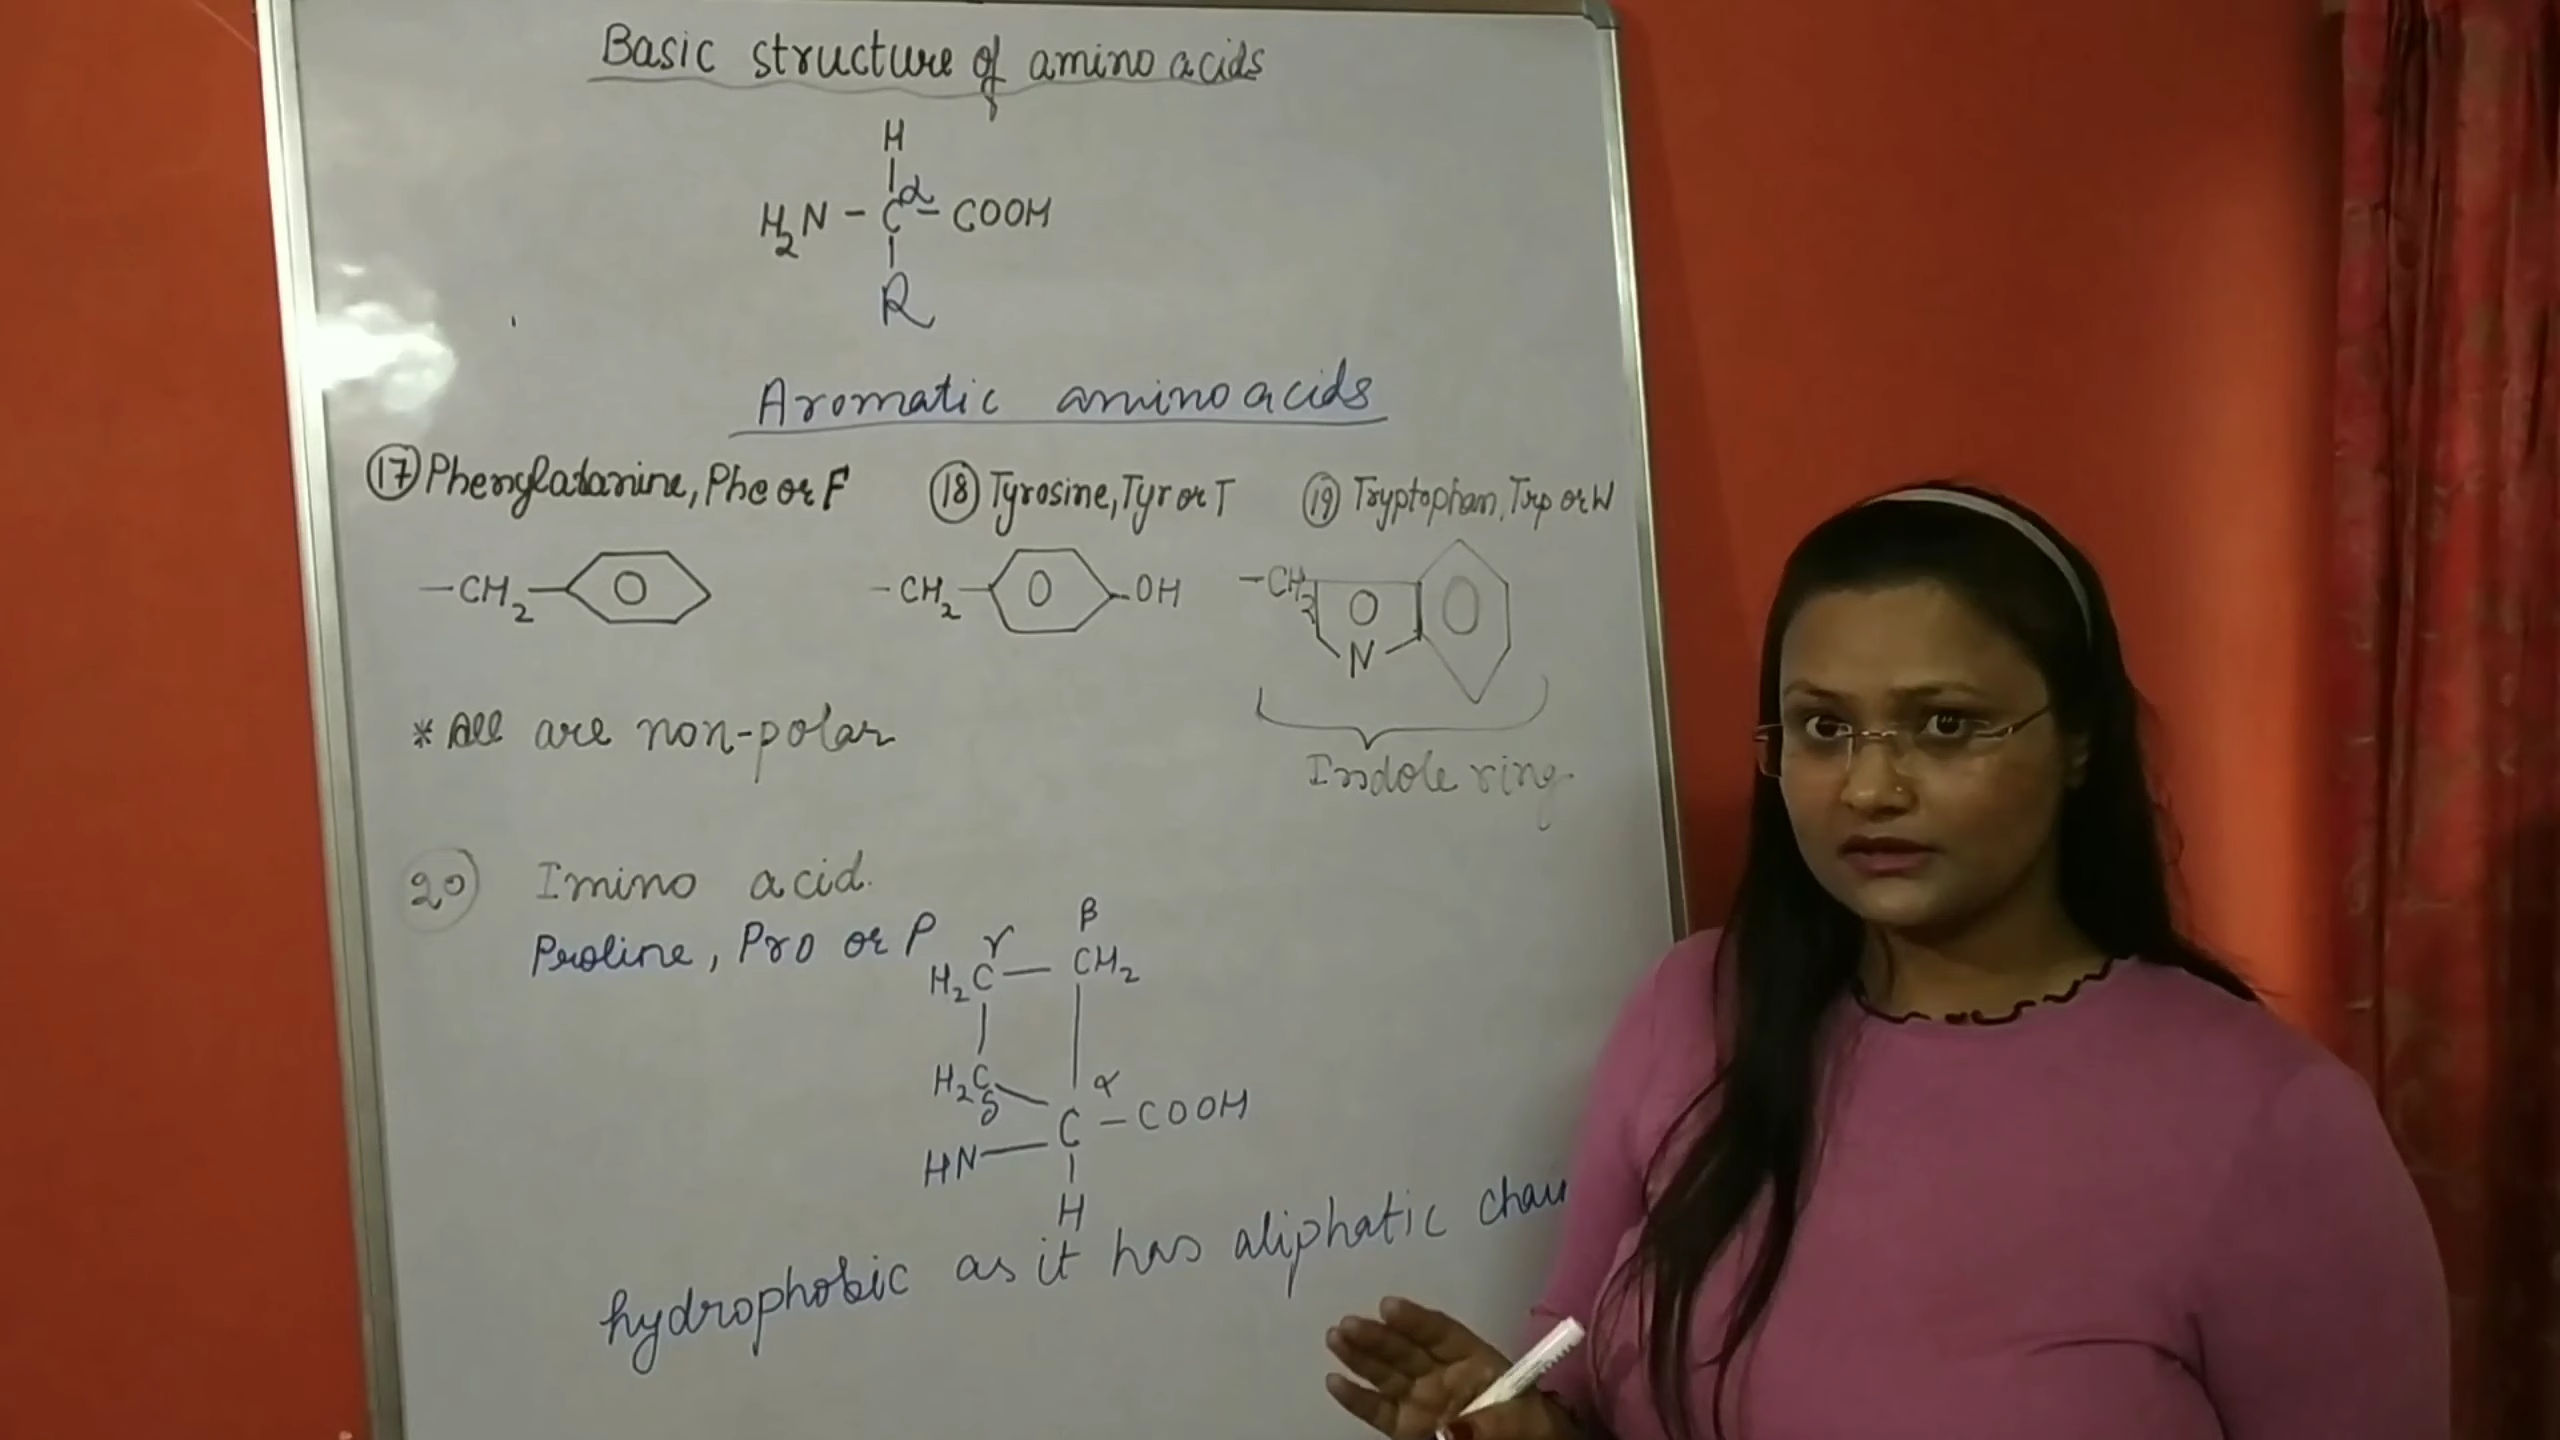 Basic structure of amino acids
H
H2N - Cα - COOH
R
Aromatic amino acids
17 Phenylalanine, Phe or F
18 Tyrosine, Tyr or T
19 Tryptophan, Trp or W
-CH2- -CH2- -OH -CH2
N
* All are non-polar
Indole ring
20 Imino acid.
Proline, Pro or P
γ β
H2C - CH2
H2C δ α
C - COOH
HN
H
hydrophobic as it has aliphatic